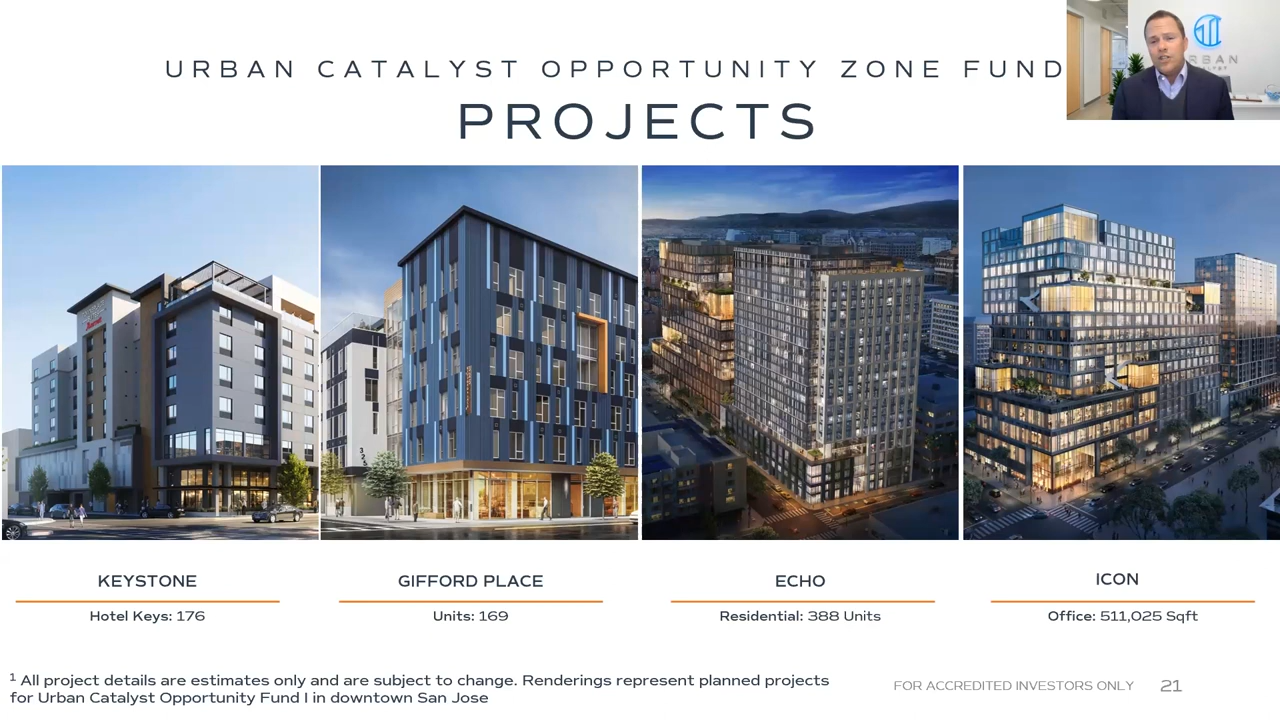 URBAN CATALYST OPPORTUNITY ZONE FUND
PROJECTS
KEYSTONE
Hotel Keys: 176
GIFFORD PLACE
Units: 169
ECHO
Residential: 388 Units
ICON
Office: 511,025 Sqft
1 All project details are estimates only and are subject to change. Renderings represent planned projects
for Urban Catalyst Opportunity Fund I in downtown San Jose
FOR ACCREDITED INVESTORS ONLY 21